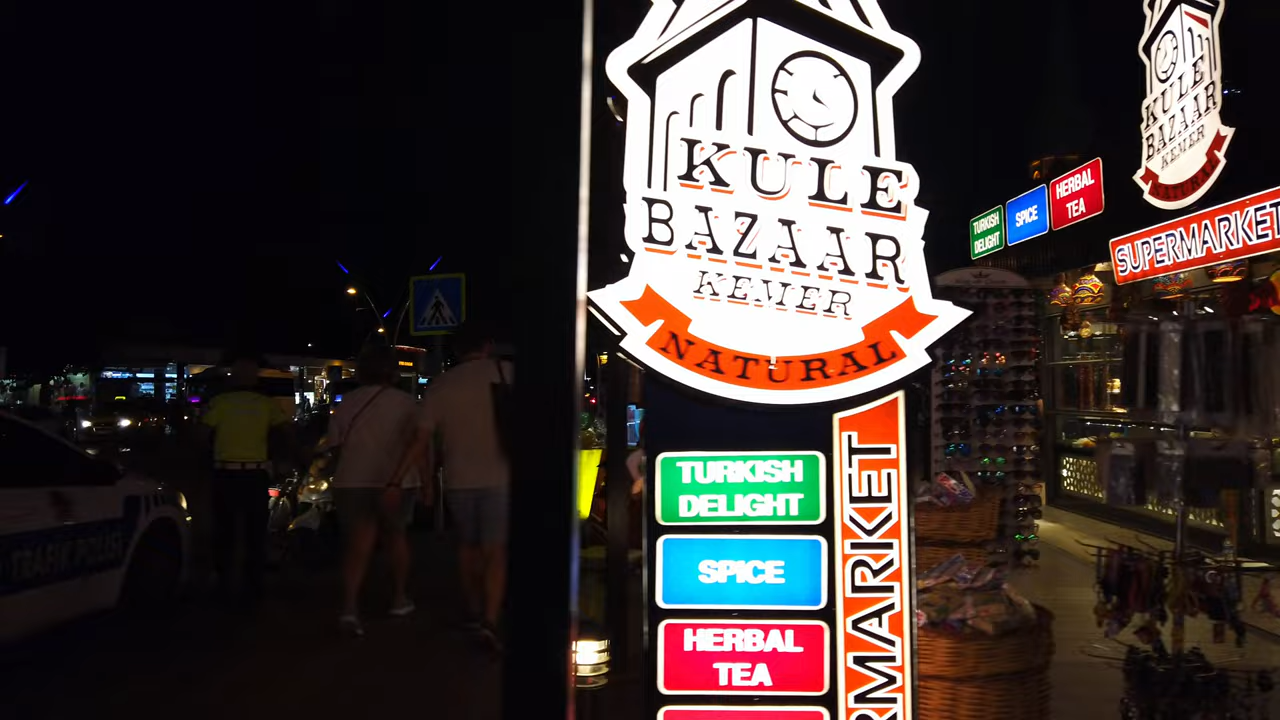 KULE
BAZAAR
KEMER
NATURAL
TURKISH
DELIGHT
SPICE
HERBAL
TEA
RMARKET
KULE
BAZAAR
KEMER
NATURAL
TURKISH
DELIGHT
SPICE
HERBAL
TEA
SUPERMARKET
TRAFİK POLİSİ